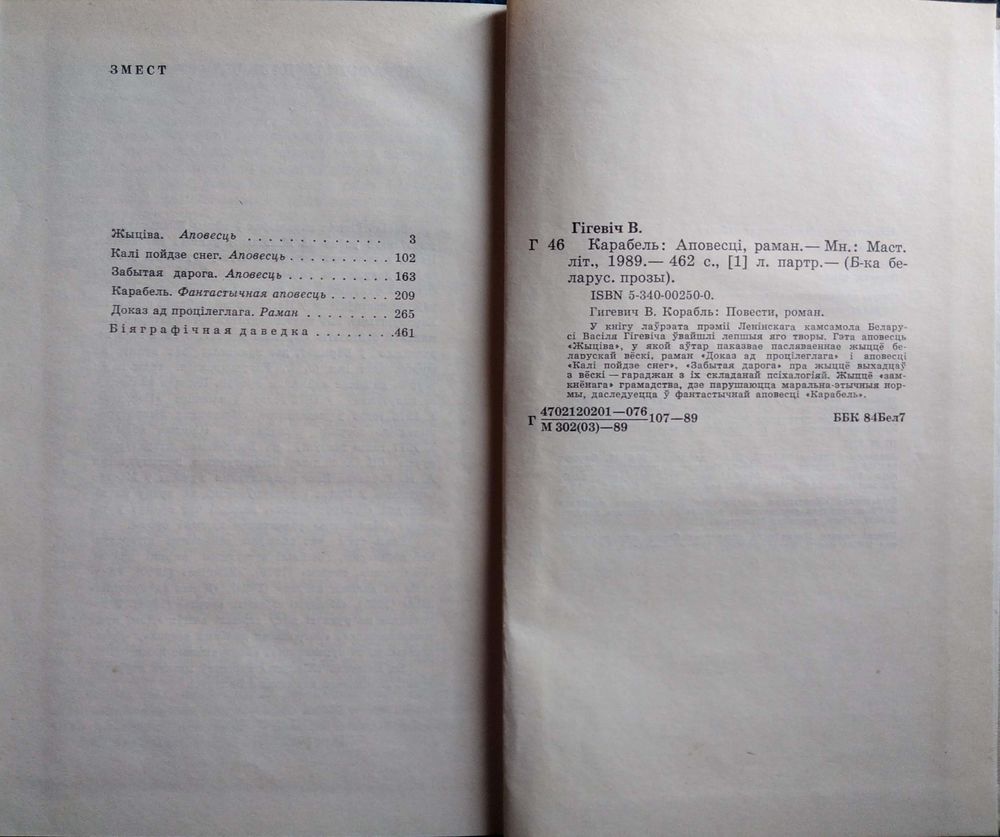 ЗМЕСТ
Жыціва. Аповесць . . . . . . . . . . . . . . 3
Калі пойдзе снег. Аповесць . . . . . . . . . . 102
Забытая дарога. Аповесць . . . . . . . . . . 163
Карабель. Фантастычная аповесць . . . . . . 209
Доказ ад процілеглага. Раман . . . . . . . . 265
Біяграфічная даведка . . . . . . . . 461
Гігевіч В.
Г 46 Карабель: Аповесці, раман.— Мн.: Маст.
літ., 1989.— 462 с., [1] л. партр.— (Б-ка бе-
ларус. прозы).
ISBN 5-340-00250-0.
Гигевич В. Корабль: Повести, роман.
У кнігу лаўрэата прэміі Ленінскага камсамола Белару-
сі Васіля Гігевіча ўвайшлі лепшыя яго творы. Гэта аповесць
«Жыціва», у якой аўтар паказвае пасляваеннае жыццё бе-
ларускай вёскі, раман «Доказ ад процілеглага» і аповесці
«Калі пойдзе снег», «Забытая дарога» пра жыццё выхадцаў
з вёскі — гараджан з іх складанай псіхалогіяй. Жыццё «зам-
кнёнага» грамадства, дзе парушаюцца маральна-этычныя нор-
мы, даследуецца ў фантастычнай аповесці «Карабель».
Г 4702120201—076 107—89 ББК 84Бел7
М 302(03)—89